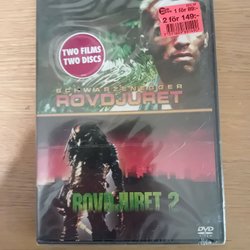 1 för 89:-
2 för 149:-
TWO FILMS
TWO DISCS
SCHWARZENEGGER
ROVDJURET
ROVDJURET 2
DVD